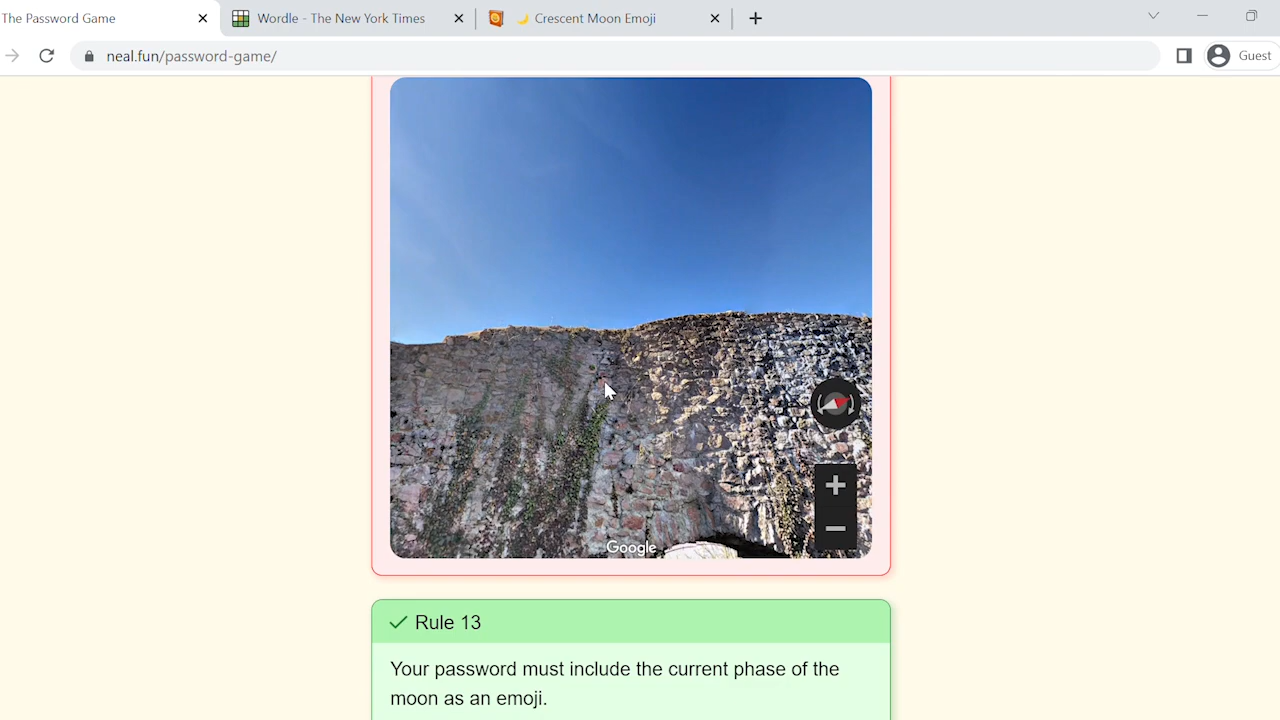 The Password Game
Wordle - The New York Times
🌙 Crescent Moon Emoji
neal.fun/password-game/
Guest
Google
Rule 13
Your password must include the current phase of the
moon as an emoji.